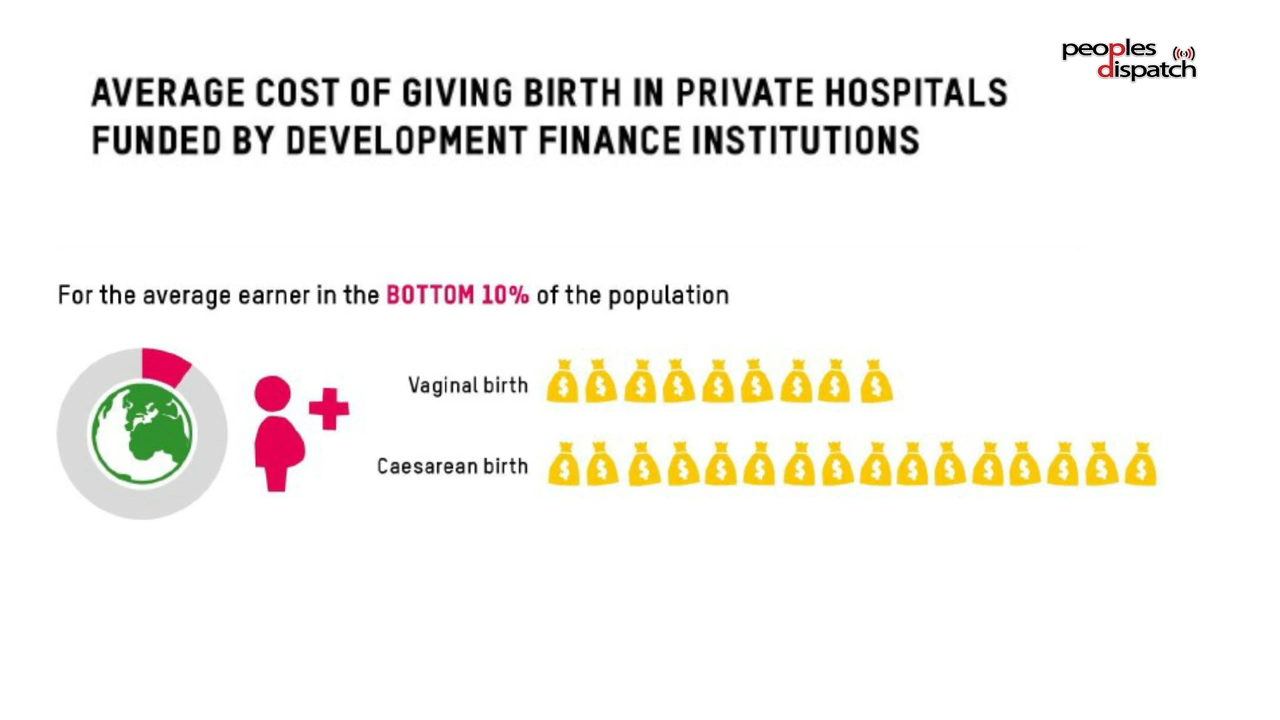 peoples
dispatch
AVERAGE COST OF GIVING BIRTH IN PRIVATE HOSPITALS
FUNDED BY DEVELOPMENT FINANCE INSTITUTIONS
For the average earner in the BOTTOM 10% of the population
Vaginal birth
Caesarean birth